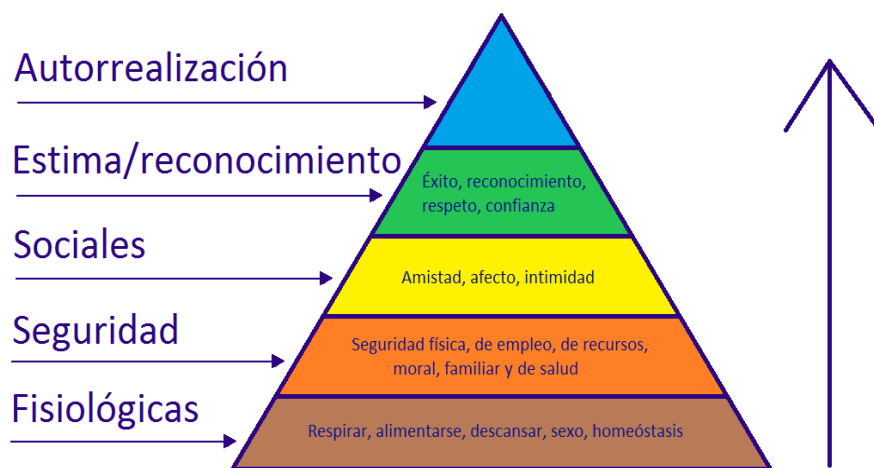 Autorrealización
Estima/reconocimiento
Éxito, reconocimiento,
respeto, confianza
Sociales
Amistad, afecto, intimidad
Seguridad
Seguridad física, de empleo, de recursos,
moral, familiar y de salud
Fisiológicas
Respirar, alimentarse, descansar, sexo, homeóstasis